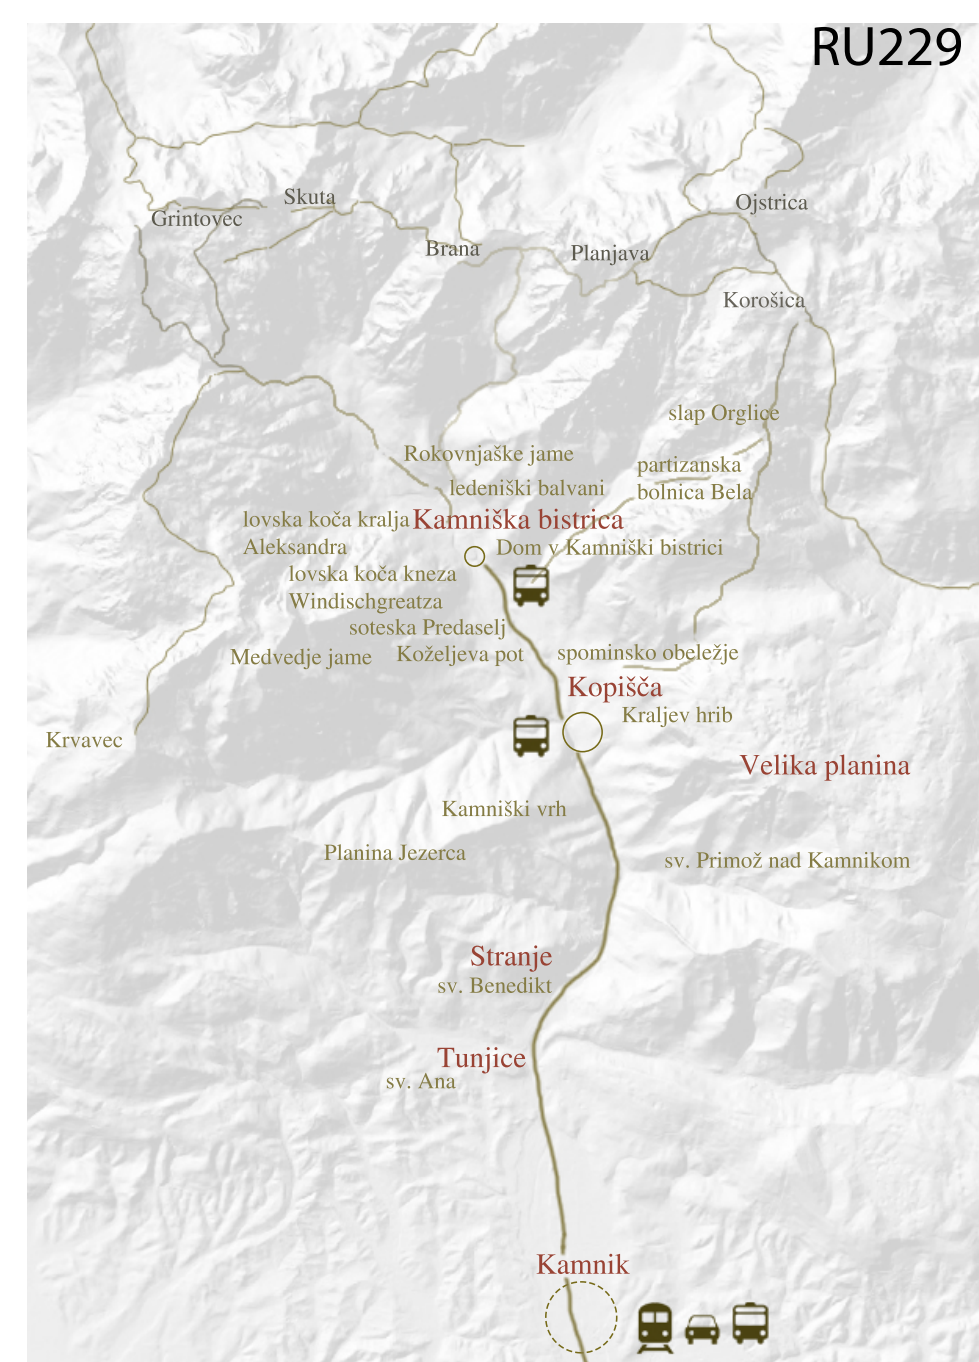 RU229
Skuta
Ojstrica
Grintovec
Brana
Planjava
Korošica
slap Orglice
Rokovnjaške jame
partizanska
bolnica Bela
ledeniški balvani
lovska koča kralja
Aleksandra
Kamniška bistrica
Dom v Kamniški bistrici
lovska koča kneza
Windischgreatza
soteska Predaselj
Medvedje jame
Koželjeva pot
spominsko obeležje
Kopišča
Kraljev hrib
Krvavec
Velika planina
Kamniški vrh
Planina Jezerca
sv. Primož nad Kamnikom
Stranje
sv. Benedikt
Tunjice
sv. Ana
Kamnik